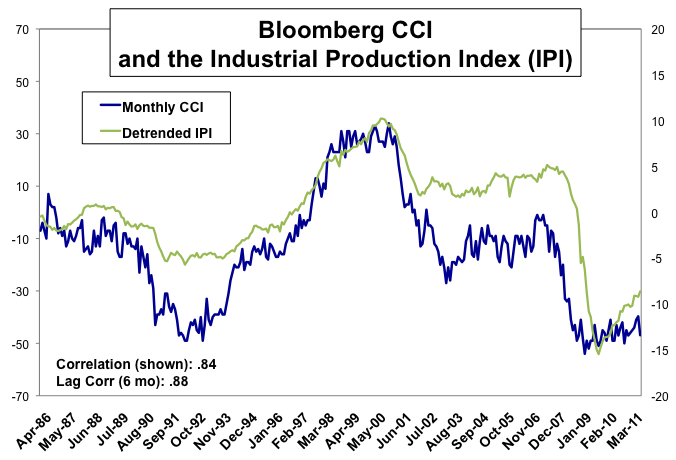 Bloomberg CCI
and the Industrial Production Index (IPI)
Monthly CCI
Detrended IPI
70
50
30
10
-10
-30
-50
-70
20
15
10
5
0
-5
-10
-15
-20
Correlation (shown): .84
Lag Corr (6 mo): .88
Apr-86
May-87
Jun-88
Jul-89
Aug-90
Sep-91
Oct-92
Nov-93
Dec-94
Jan-96
Feb-97
Mar-98
Apr-99
May-00
Jun-01
Jul-02
Aug-03
Sep-04
Oct-05
Nov-06
Dec-07
Jan-09
Feb-10
Mar-11